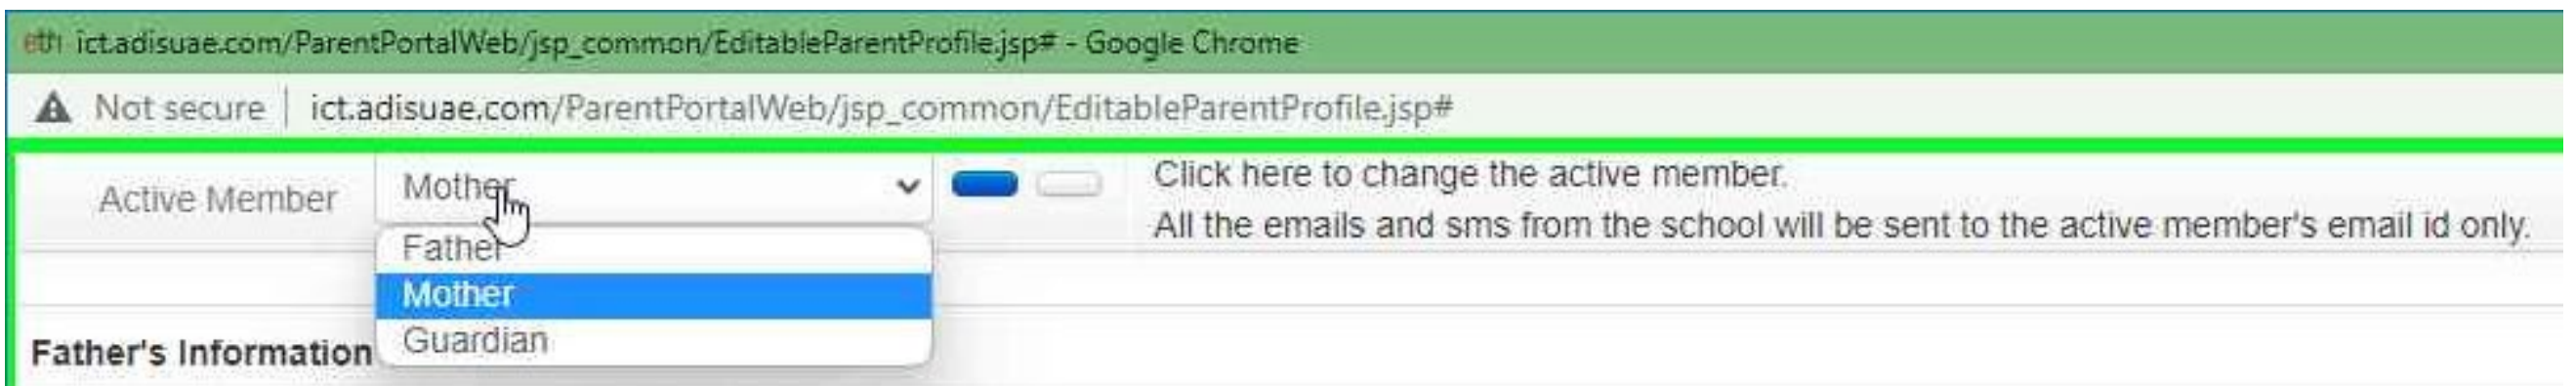 eth ict.adisuae.com/ParentPortalWeb/jsp_common/EditableParentProfile.jsp# - Google Chrome
Not secure | ict.adisuae.com/ParentPortalWeb/jsp_common/EditableParentProfile.jsp#
Active Member
Mother
Click here to change the active member.
All the emails and sms from the school will be sent to the active member's email id only.
Father
Mother
Guardian
Father's Information